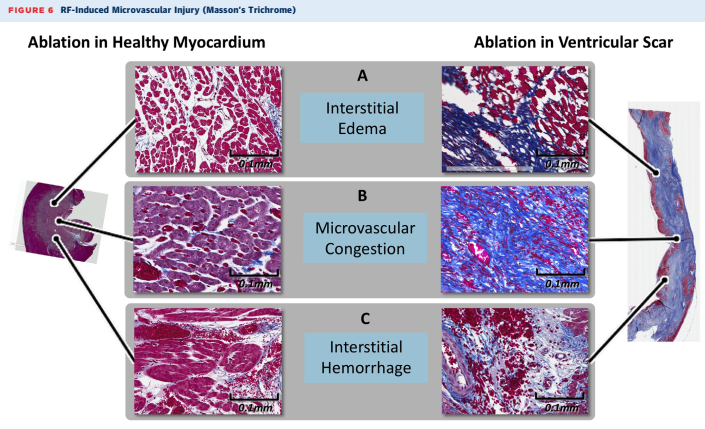 FIGURE 6 RF-Induced Microvascular Injury (Masson's Trichrome)
Ablation in Healthy Myocardium
Ablation in Ventricular Scar
A
Interstitial
Edema
0.1mm
0.1mm
B
Microvascular
Congestion
0.1mm
0.1mm
C
Interstitial
Hemorrhage
0.1mm
0.1mm